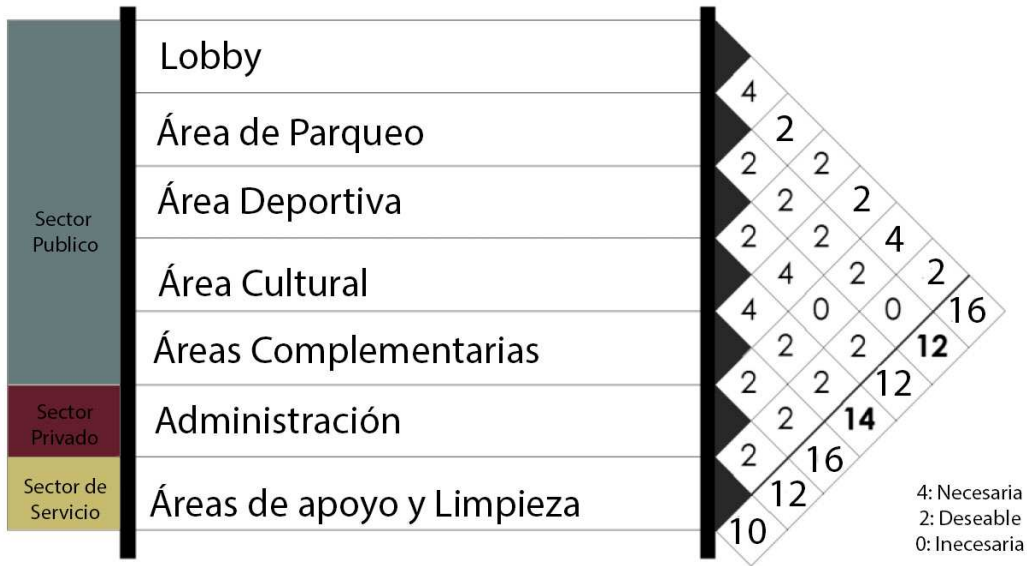 Sector
Publico
Sector
Privado
Sector de
Servicio
Lobby
Área de Parqueo
Área Deportiva
Área Cultural
Áreas Complementarias
Administración
Áreas de apoyo y Limpieza
4
2
2 2
2 2
2 2 4
4 2 2
4 0 0 16
2 2 12
2 2 12
2 14
2 16
12
10
4: Necesaria
2: Deseable
0: Inecesaria